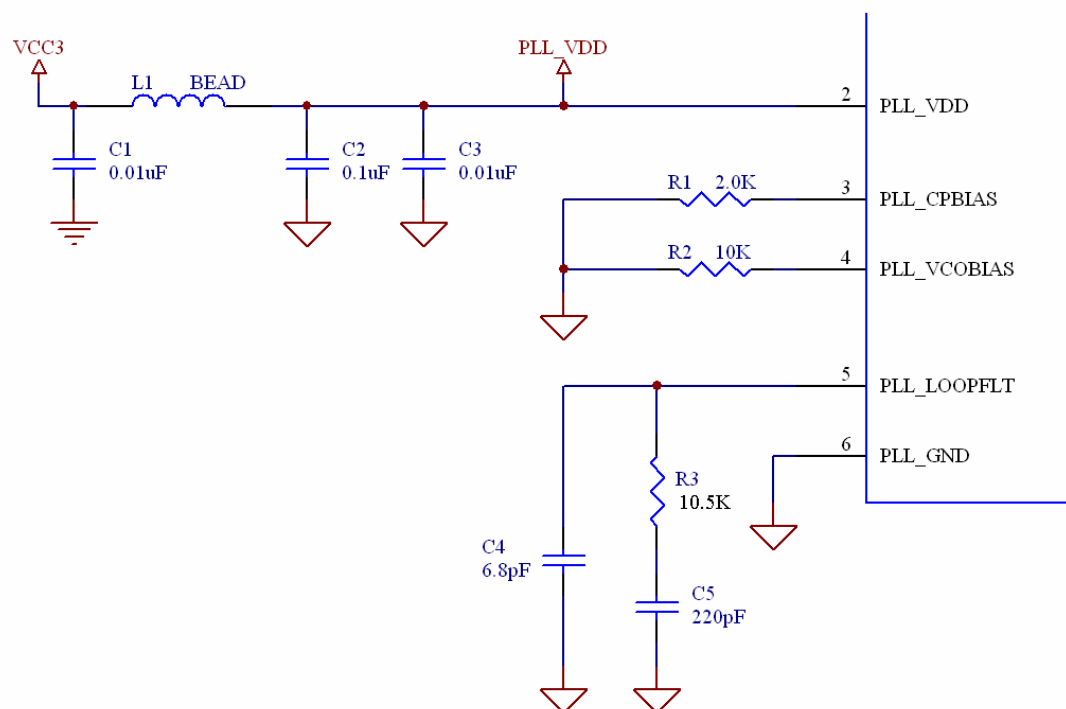 VCC3
PLL_VDD
L1 BEAD
2 PLL_VDD
C1
0.01uF
C2
0.1uF
C3
0.01uF
R1 2.0K
3 PLL_CPBIAS
R2 10K
4 PLL_VCOBIAS
5 PLL_LOOPFLT
6 PLL_GND
R3
10.5K
C4
6.8pF
C5
220pF